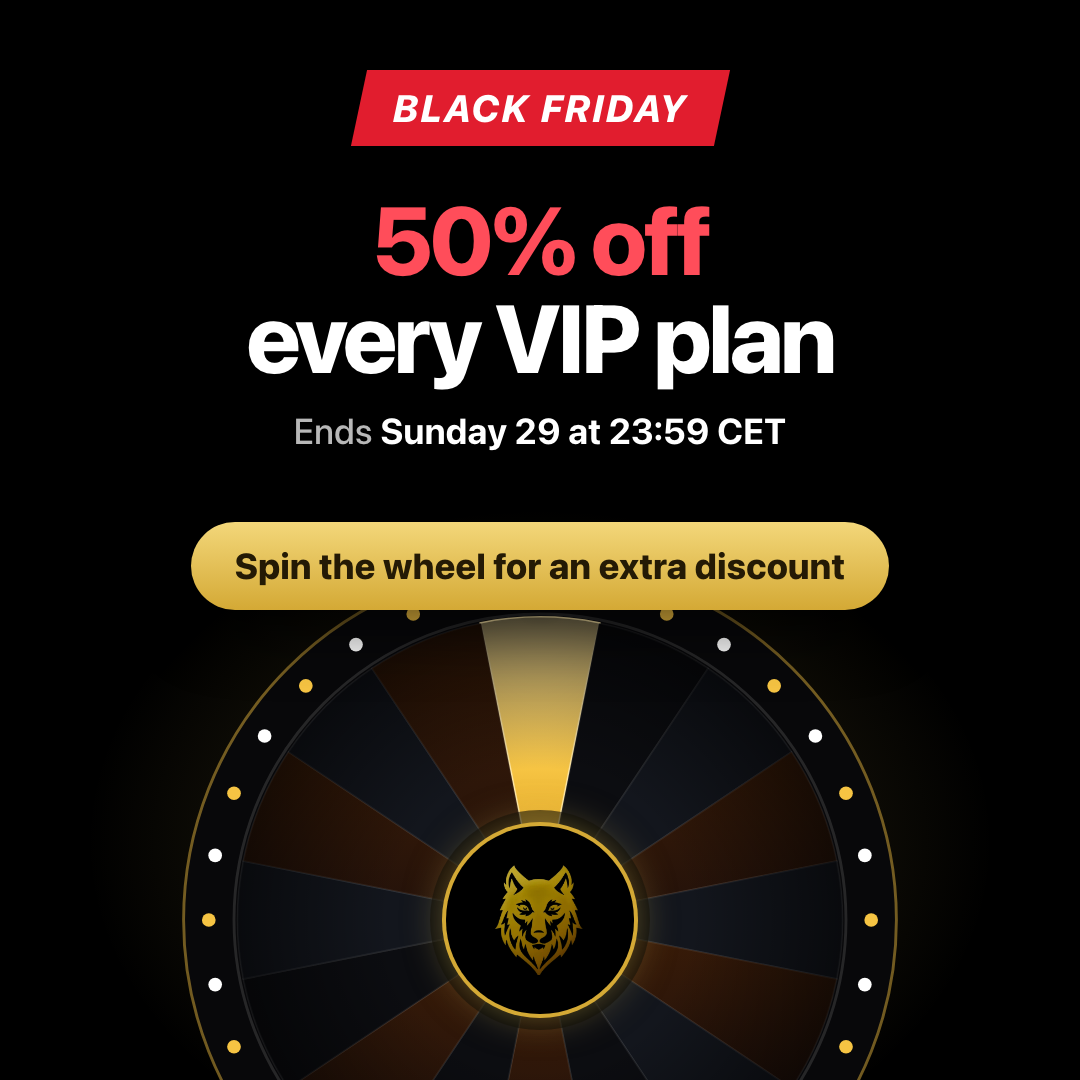 BLACK FRIDAY
50% off
every VIP plan
Ends Sunday 29 at 23:59 CET
Spin the wheel for an extra discount